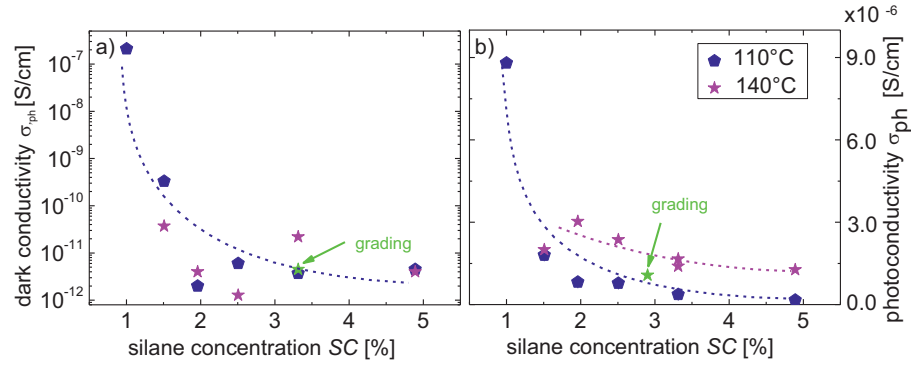 x10 ⁻⁶
a)
b)
110°C
140°C
grading
grading
10⁻⁷
10⁻⁸
10⁻⁹
10⁻¹⁰
10⁻¹¹
10⁻¹²
dark conductivity σ,ph [S/cm]
9.0
6.0
3.0
0.0
photoconductivity σph [S/cm]
1 2 3 4 5
1 2 3 4 5
silane concentration SC [%]
silane concentration SC [%]